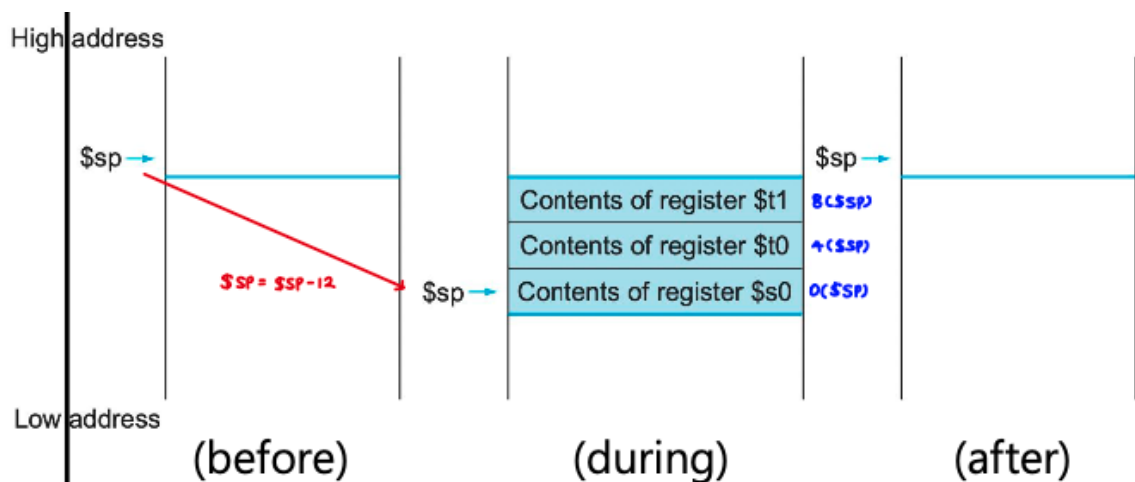 High address
$sp
$sp
Contents of register $t1
8($SP)
Contents of register $t0
4($SP)
$SP = $SP-12
$sp
Contents of register $s0
0($SP)
Low address
(before)
(during)
(after)